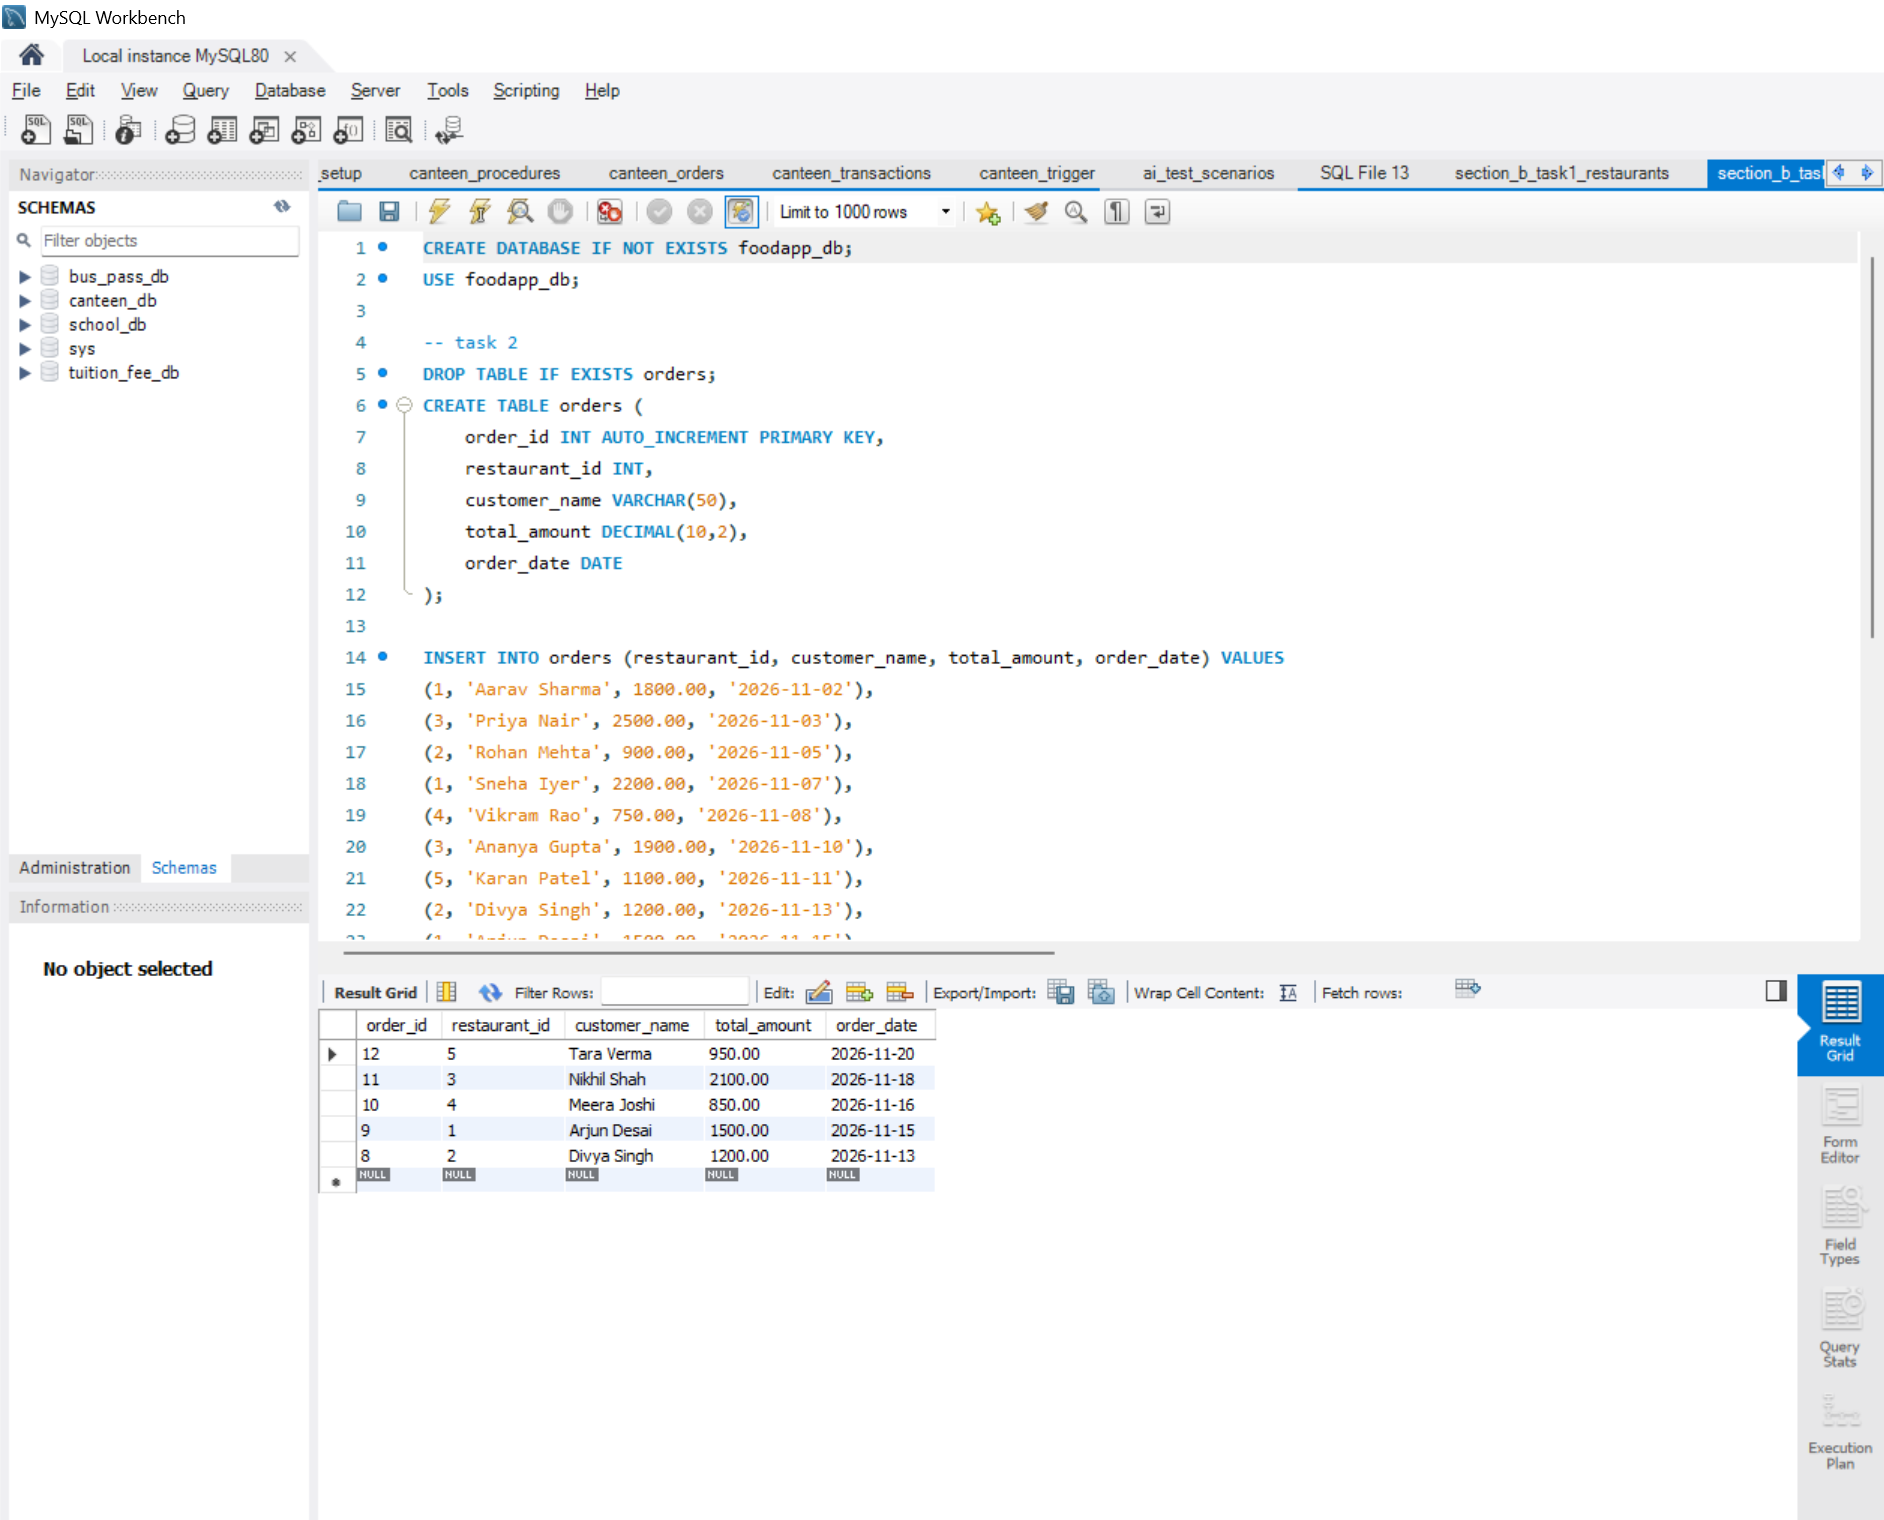 MySQL Workbench
Local instance MySQL80
File Edit View Query Database Server Tools Scripting Help
Navigator
SCHEMAS
Filter objects
bus_pass_db
canteen_db
school_db
sys
tuition_fee_db
Administration Schemas
Information
No object selected
_setup canteen_procedures canteen_orders canteen_transactions canteen_trigger ai_test_scenarios SQL File 13 section_b_task1_restaurants section_b_tas
Limit to 1000 rows
1 CREATE DATABASE IF NOT EXISTS foodapp_db;
2 USE foodapp_db;
3
4 -- task 2
5 DROP TABLE IF EXISTS orders;
6 CREATE TABLE orders (
7 order_id INT AUTO_INCREMENT PRIMARY KEY,
8 restaurant_id INT,
9 customer_name VARCHAR(50),
10 total_amount DECIMAL(10,2),
11 order_date DATE
12 );
13
14 INSERT INTO orders (restaurant_id, customer_name, total_amount, order_date) VALUES
15 (1, 'Aarav Sharma', 1800.00, '2026-11-02'),
16 (3, 'Priya Nair', 2500.00, '2026-11-03'),
17 (2, 'Rohan Mehta', 900.00, '2026-11-05'),
18 (1, 'Sneha Iyer', 2200.00, '2026-11-07'),
19 (4, 'Vikram Rao', 750.00, '2026-11-08'),
20 (3, 'Ananya Gupta', 1900.00, '2026-11-10'),
21 (5, 'Karan Patel', 1100.00, '2026-11-11'),
22 (2, 'Divya Singh', 1200.00, '2026-11-13'),
Result Grid Filter Rows: Edit: Export/Import: Wrap Cell Content: Fetch rows:
order_id restaurant_id customer_name total_amount order_date
12 5 Tara Verma 950.00 2026-11-20
11 3 Nikhil Shah 2100.00 2026-11-18
10 4 Meera Joshi 850.00 2026-11-16
9 1 Arjun Desai 1500.00 2026-11-15
8 2 Divya Singh 1200.00 2026-11-13
NULL NULL NULL NULL NULL
Result
Grid
Form
Editor
Field
Types
Query
Stats
Execution
Plan